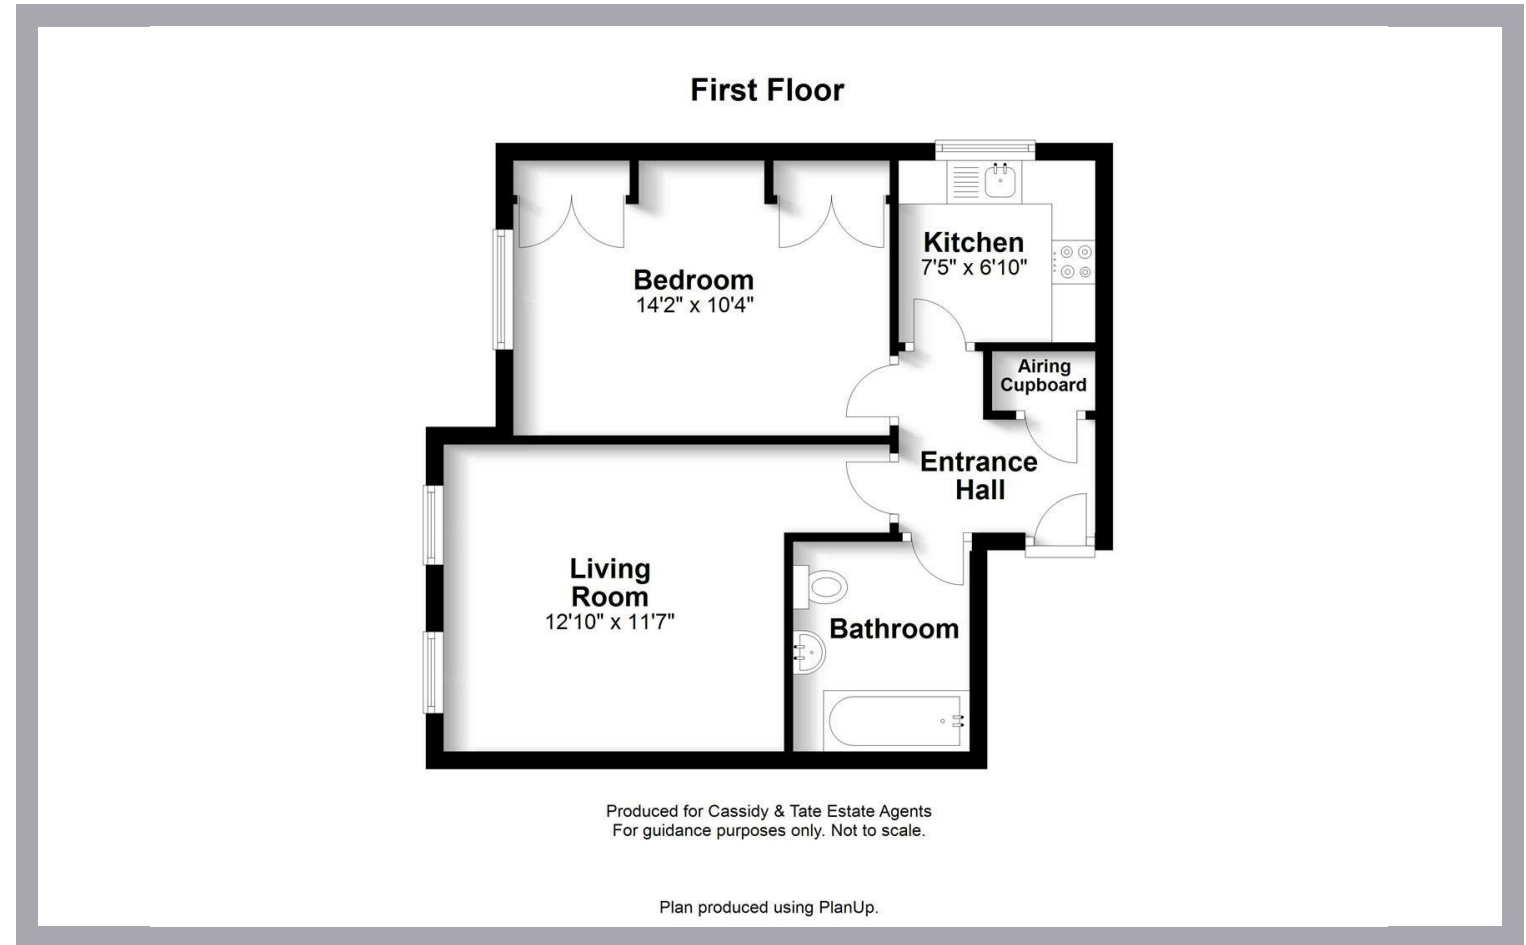 First Floor
Kitchen
7'5" x 6'10"
Bedroom
14'2" x 10'4"
Airing
Cupboard
Entrance
Hall
Living
Room
12'10" x 11'7"
Bathroom
Produced for Cassidy & Tate Estate Agents
For guidance purposes only. Not to scale.
Plan produced using PlanUp.